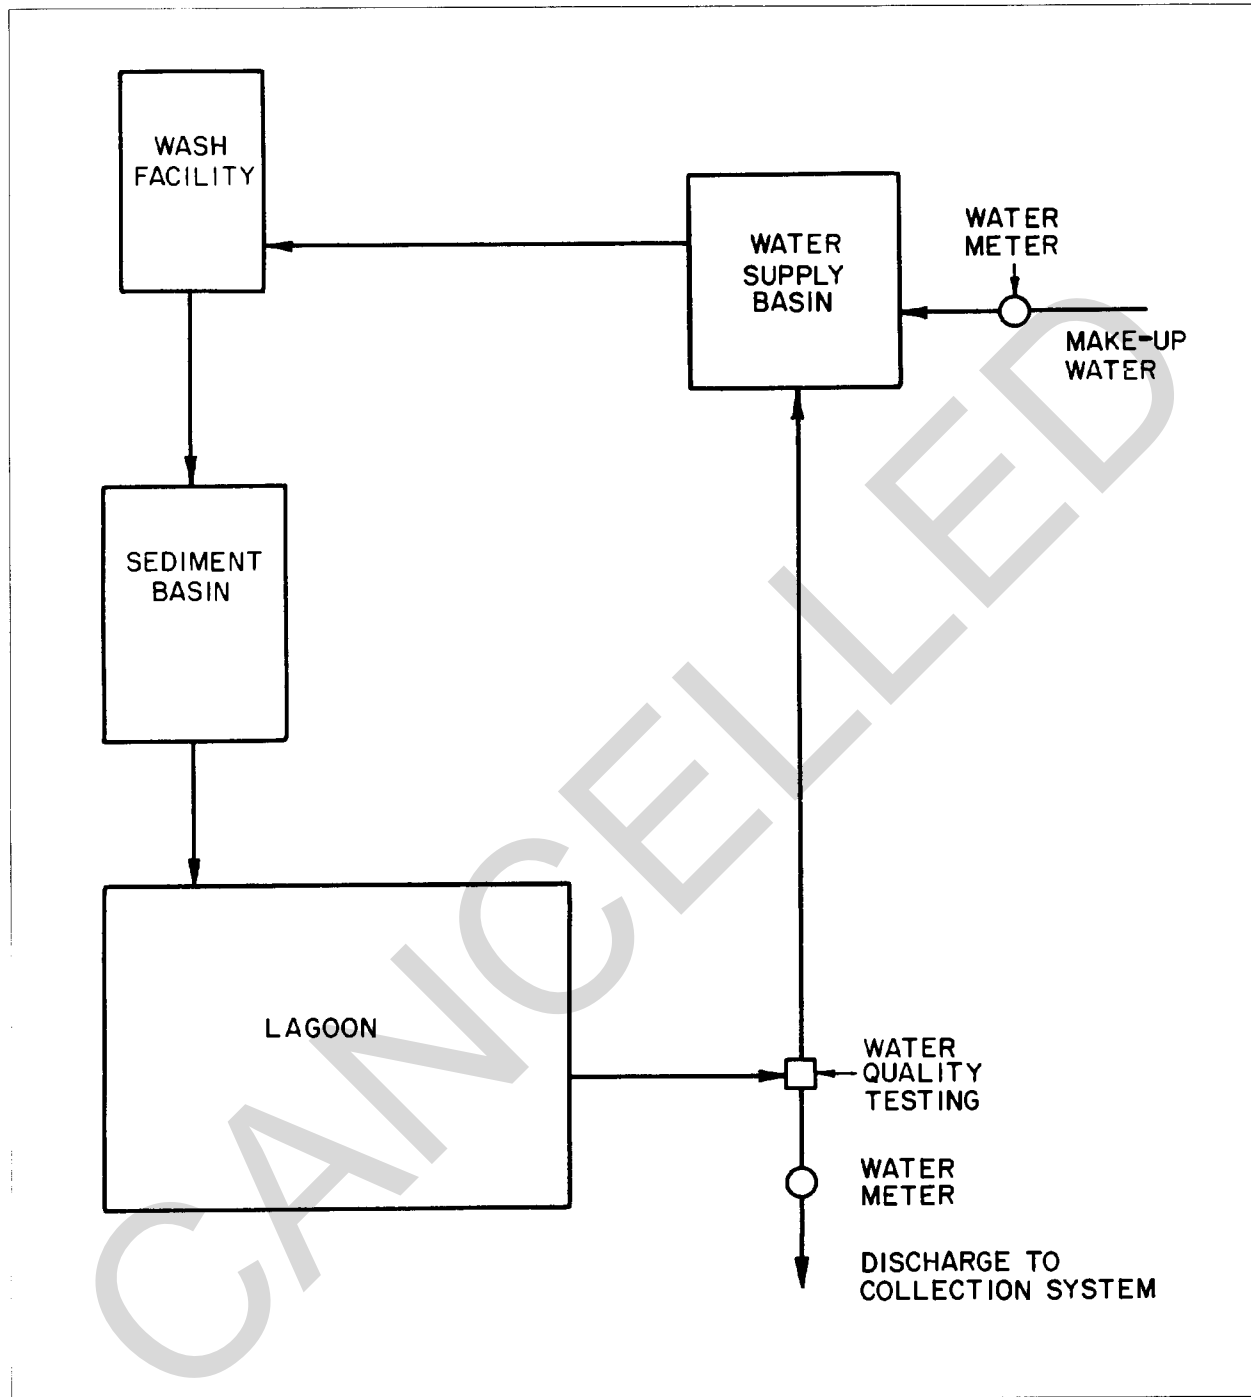 WASH
FACILITY
WATER
SUPPLY
BASIN
WATER
METER
MAKE-UP
WATER
SEDIMENT
BASIN
LAGOON
WATER
QUALITY
TESTING
WATER
METER
DISCHARGE TO
COLLECTION SYSTEM
CANCELLED